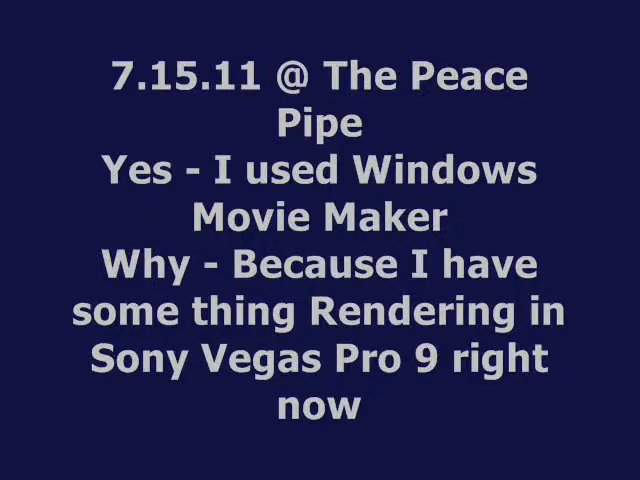 7.15.11 @ The Peace
Pipe
Yes - I used Windows
Movie Maker
Why - Because I have
some thing Rendering in
Sony Vegas Pro 9 right
now